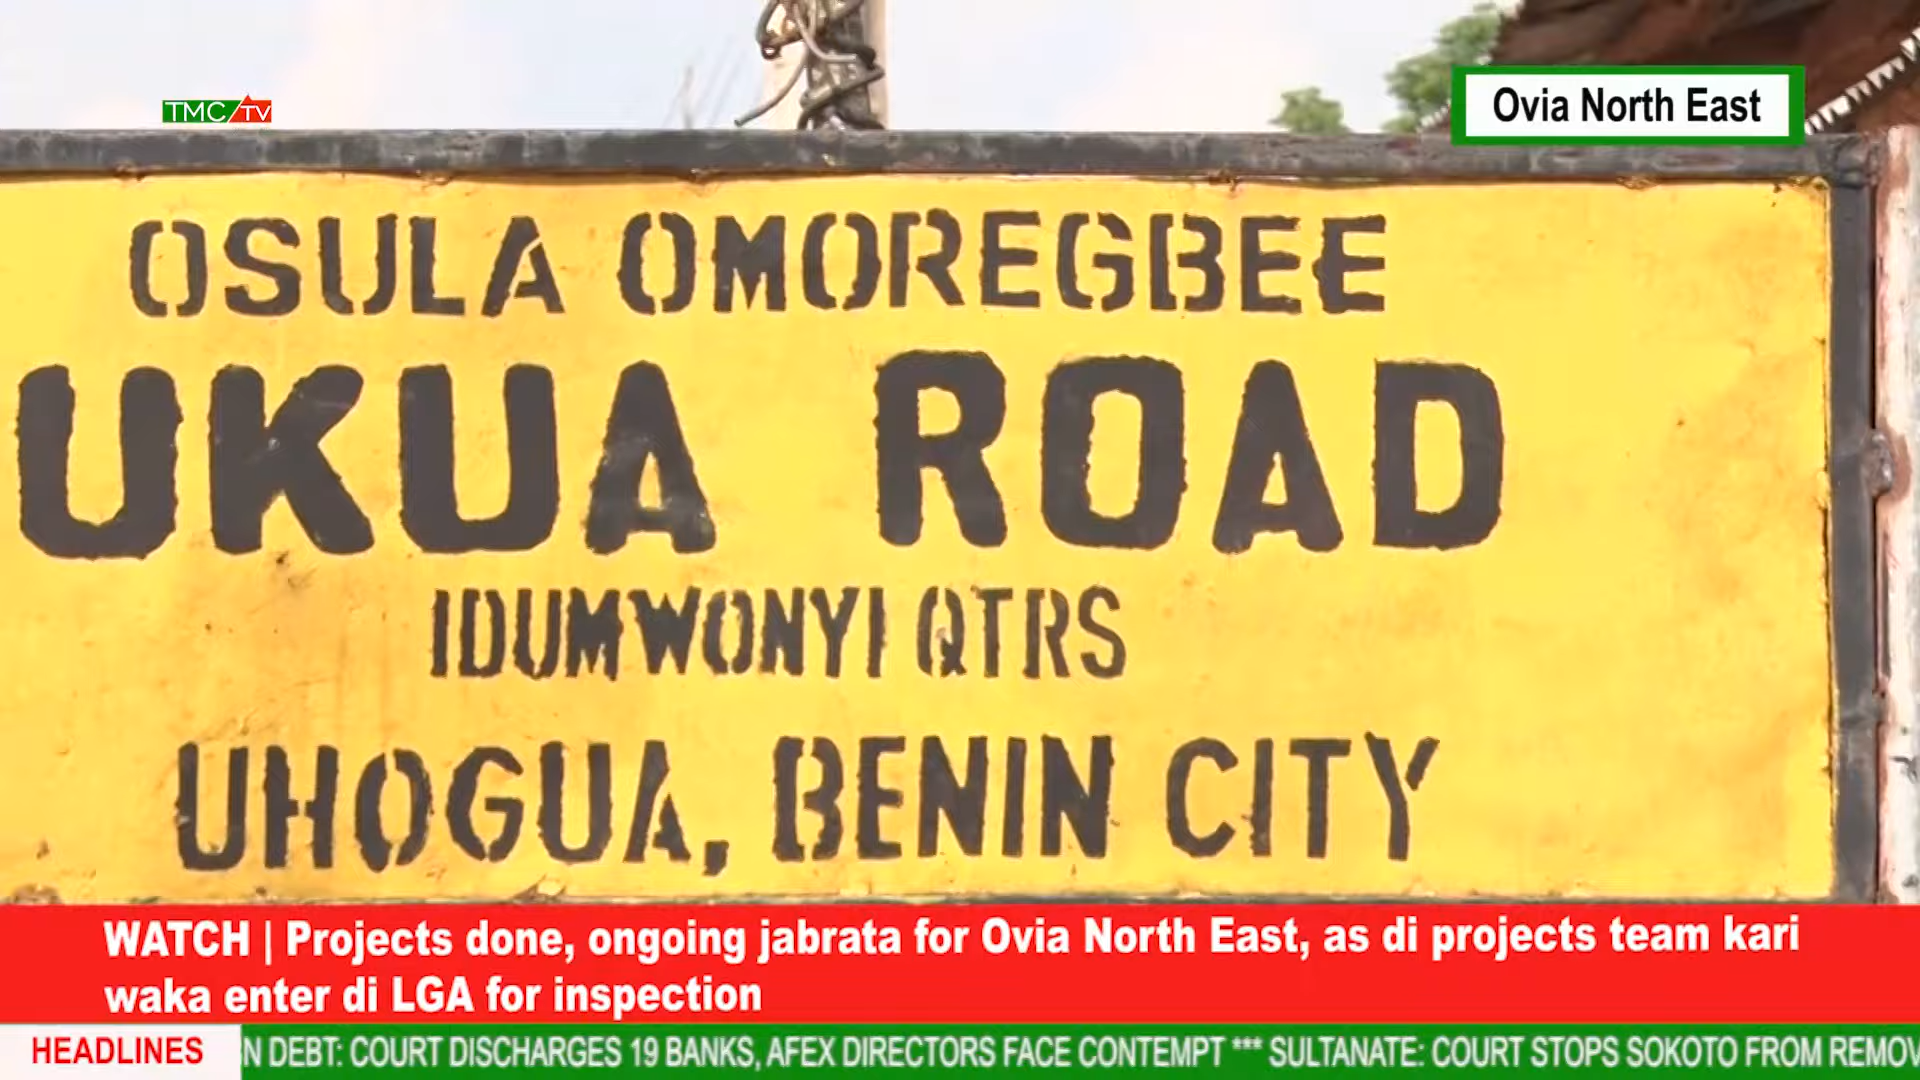 TMC/TV
Ovia North East
OSULA OMOREGBEE
UKUA ROAD
IDUMWONYI QTRS
UHOGUA, BENIN CITY
WATCH | Projects done, ongoing jabrata for Ovia North East, as di projects team kari
waka enter di LGA for inspection
HEADLINES
N DEBT: COURT DISCHARGES 19 BANKS, AFEX DIRECTORS FACE CONTEMPT *** SULTANATE: COURT STOPS SOKOTO FROM REMOV